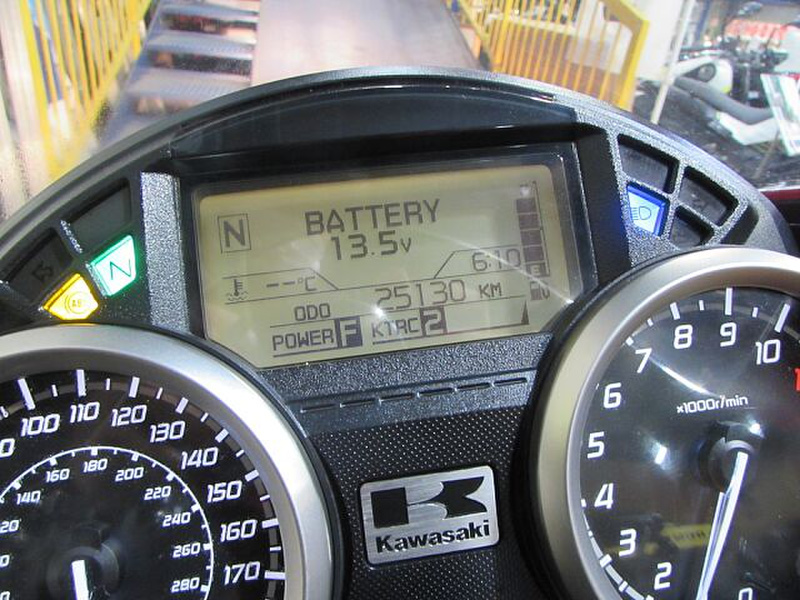 N
BATTERY
13.5V
--°C
6:10
ODO 25130 KM
E
POWER F KTRC 2
N
ABS
×1000r/min
Kawasaki
100 110 120 130 140 150 160 170
140 160 180 200 220 240 260 280
2 3 4 5 6 7 8 9 10